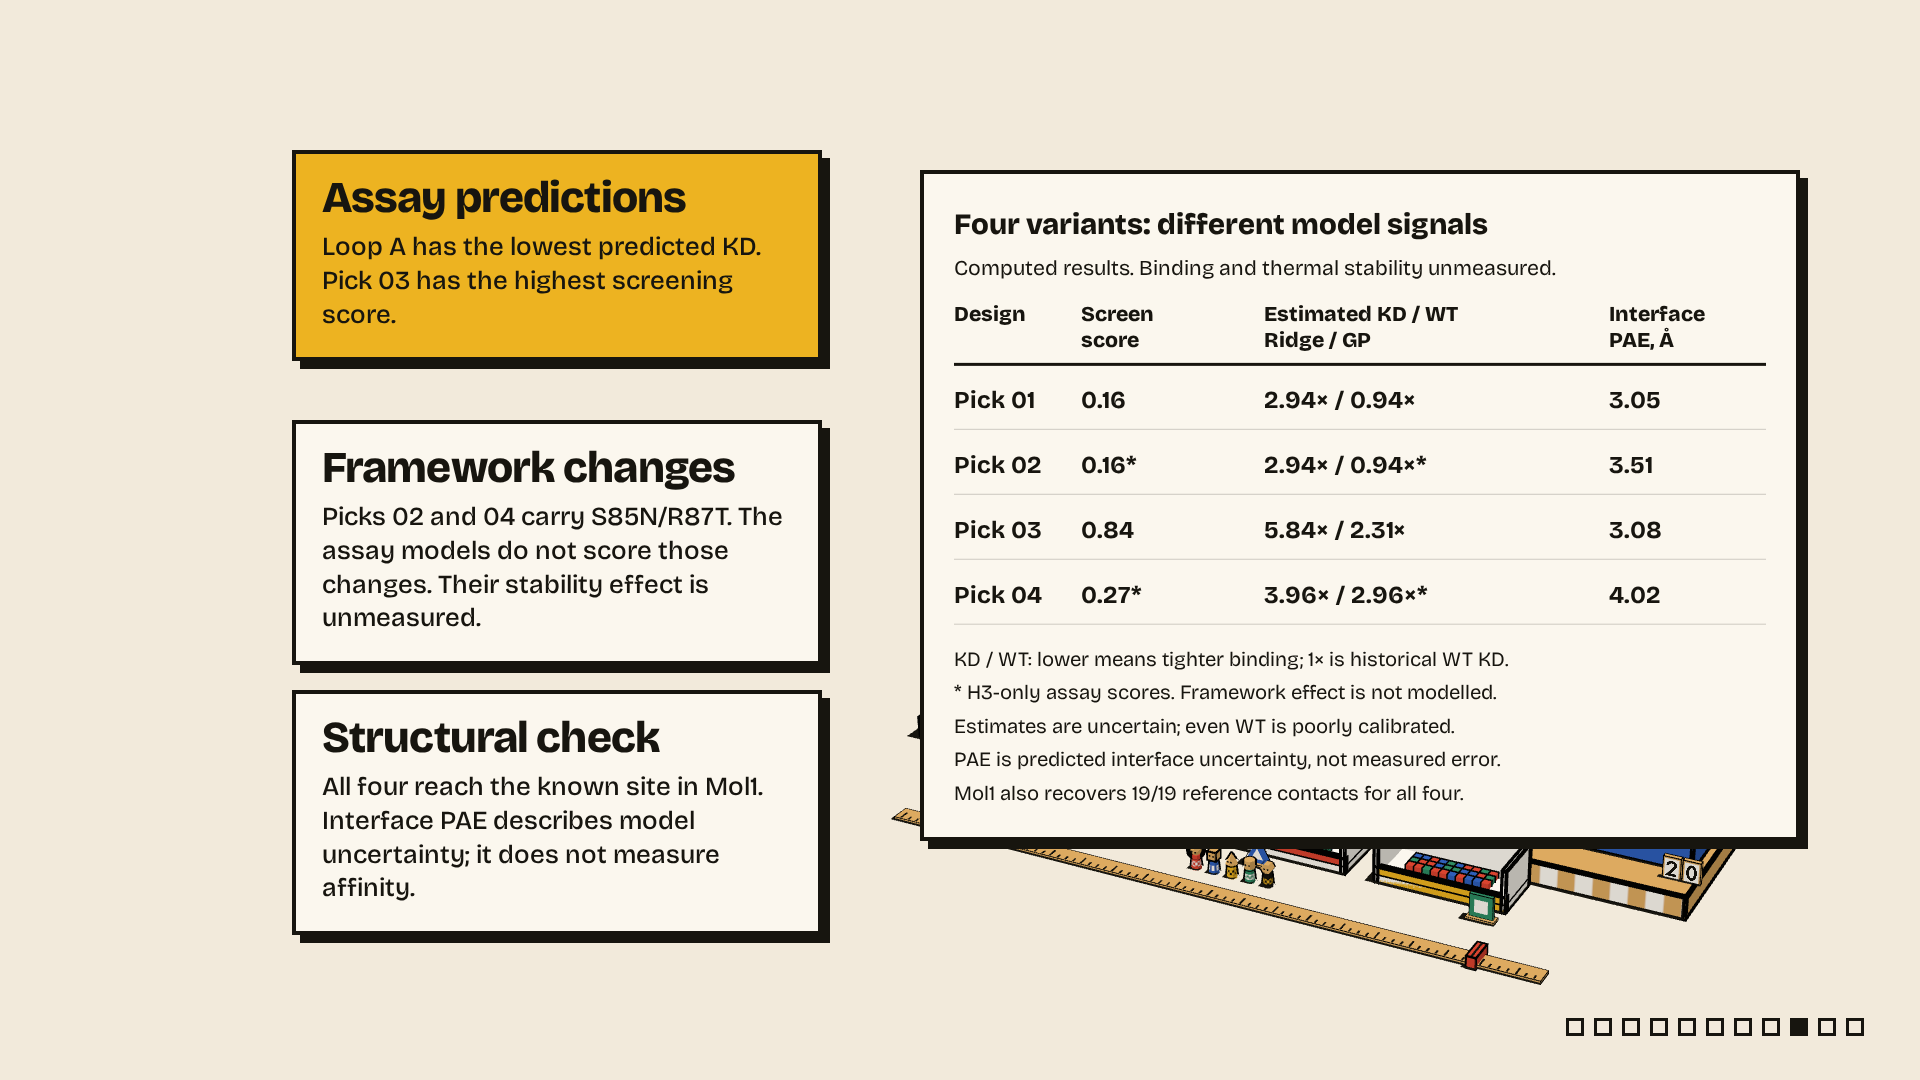 Assay predictions
Loop A has the lowest predicted KD.
Pick 03 has the highest screening
score.
Framework changes
Picks 02 and 04 carry S85N/R87T. The
assay models do not score those
changes. Their stability effect is
unmeasured.
Structural check
All four reach the known site in Mol1.
Interface PAE describes model
uncertainty; it does not measure
affinity.
Four variants: different model signals
Computed results. Binding and thermal stability unmeasured.
Design Screen score Estimated KD / WT Ridge / GP Interface PAE, Å
Pick 01 0.16 2.94× / 0.94× 3.05
Pick 02 0.16* 2.94× / 0.94×* 3.51
Pick 03 0.84 5.84× / 2.31× 3.08
Pick 04 0.27* 3.96× / 2.96×* 4.02
KD / WT: lower means tighter binding; 1× is historical WT KD.
* H3-only assay scores. Framework effect is not modelled.
Estimates are uncertain; even WT is poorly calibrated.
PAE is predicted interface uncertainty, not measured error.
Mol1 also recovers 19/19 reference contacts for all four.
20